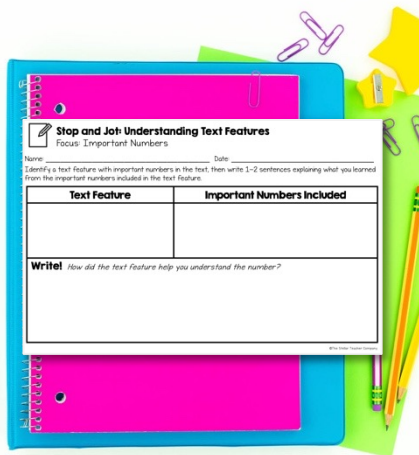 Stop and Jot: Understanding Text Features
Focus: Important Numbers
Name: Date:
Identify a text feature with important numbers in the text, then write 1-2 sentences explaining what you learned
from the important numbers included in the text feature.
Text Feature Important Numbers Included
Write! How did the text feature help you understand the number?
©The Stellar Teacher Company